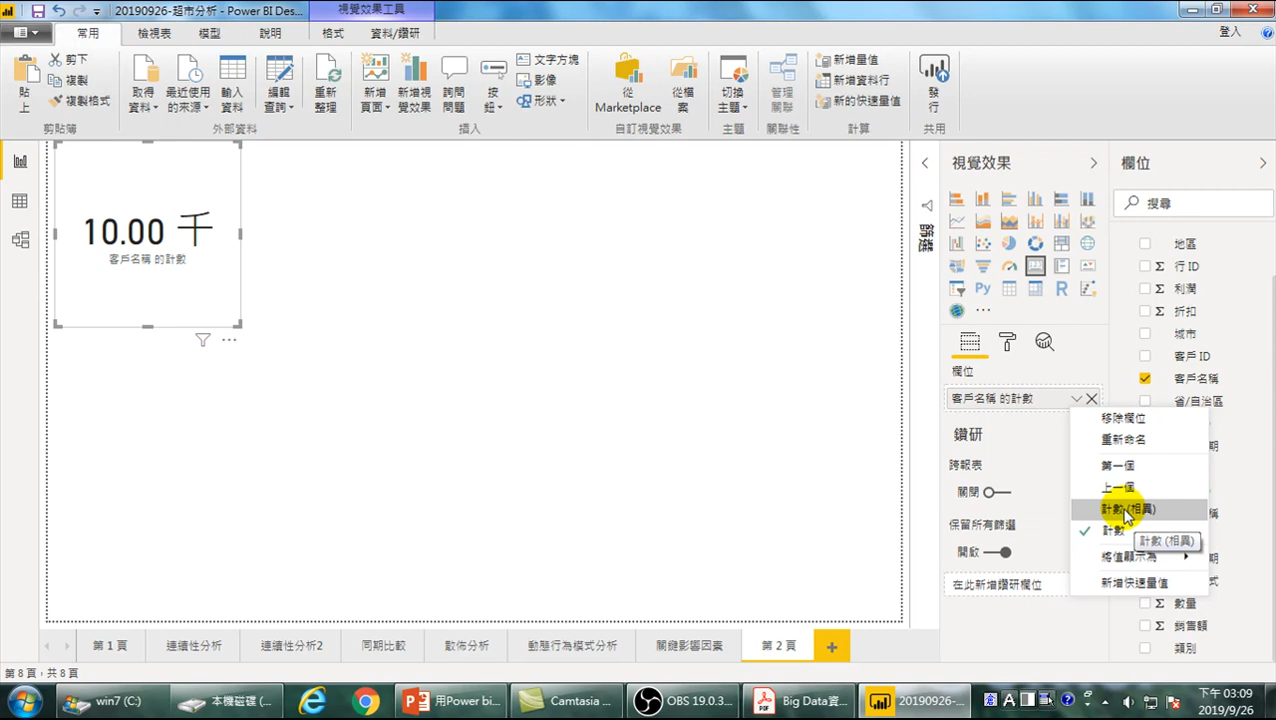 20190926-超市分析 - Power BI Des...
視覺效果工具
常用
檢視表
模型
說明
格式
資料/鑽研
登入
貼上
剪下
複製
複製格式
取得資料
最近使用的來源
輸入資料
編輯查詢
重新整理
新增頁面
新增視覺效果
詢問問題
按鈕
文字方塊
影像
形狀
從 Marketplace
從檔案
切換主題
管理關聯
新增量值
新增資料行
新的快速量值
發行
剪貼簿
外部資料
插入
自訂視覺效果
主題
關聯性
計算
共用
10.00 千
客戶名稱 的計數
篩選
視覺效果
Py
R
欄位
客戶名稱 的計數
鑽研
跨報表
關閉
保留所有篩選
開啟
在此新增鑽研欄位
移除欄位
重新命名
第一個
上一個
計數 (相異)
計數
計數 (相異)
將值顯示為
新增快速量值
欄位
搜尋
地區
行 ID
利潤
折扣
城市
客戶 ID
客戶名稱
省/自治區
期
稱
期
式
數量
銷售額
類別
第 1 頁
連續性分析
連續性分析2
同期比較
散佈分析
動態行為模式分析
關鍵影響因素
第 2 頁
第 8 頁，共 8 頁
win7 (C:)
本機磁碟 (
用Power bi...
Camtasia
OBS 19.0.3...
Big Data資...
20190926-...
下午 03:09
2019/9/26